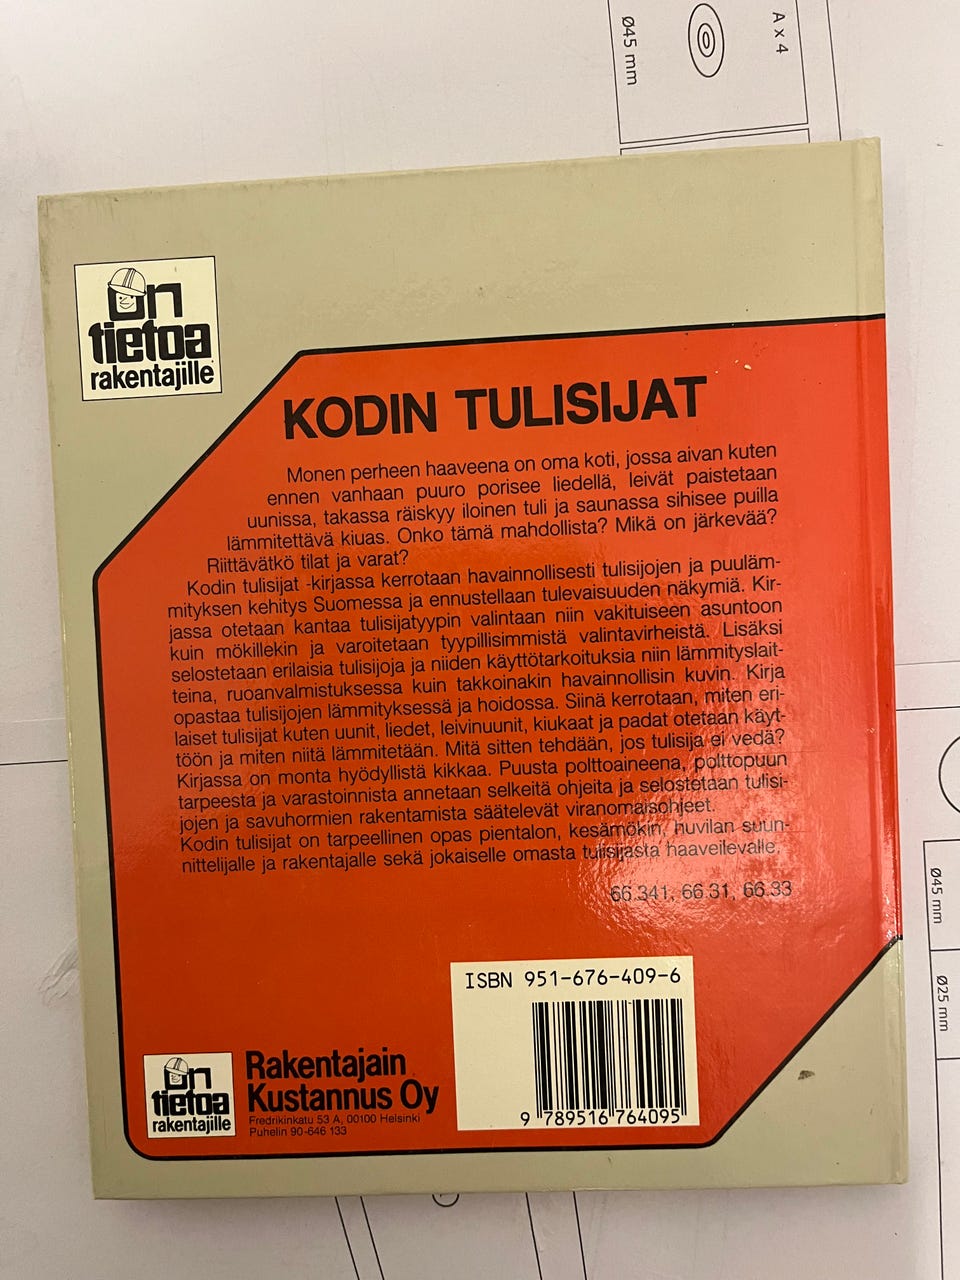 Ø45 mm
A x 4
on
tietoa
rakentajille
KODIN TULISIJAT
Monen perheen haaveena on oma koti, jossa aivan kuten
ennen vanhaan puuro porisee liedellä, leivät paistetaan
uunissa, takassa räiskyy iloinen tuli ja saunassa sihisee puilla
lämmitettävä kiuas. Onko tämä mahdollista? Mikä on järkevää?
Riittävätkö tilat ja varat?
Kodin tulisijat -kirjassa kerrotaan havainnollisesti tulisijojen ja puuläm-
mityksen kehitys Suomessa ja ennustellaan tulevaisuuden näkymiä. Kir-
jassa otetaan kantaa tulisijatyypin valintaan niin vakituiseen asuntoon
kuin mökillekin ja varoitetaan tyypillisimmistä valintavirheistä. Lisäksi
selostetaan erilaisia tulisijoja ja niiden käyttötarkoituksia niin lämmityslait-
teina, ruoanvalmistuksessa kuin takkoinakin havainnollisin kuvin. Kirja
opastaa tulisijojen lämmityksessä ja hoidossa. Siinä kerrotaan, miten eri-
laiset tulisijat kuten uunit, liedet, leivinuunit, kiukaat ja padat otetaan käyt-
töön ja miten niitä lämmitetään. Mitä sitten tehdään, jos tulisija ei vedä?
Kirjassa on monta hyödyllistä kikkaa. Puusta polttoaineena, polttopuun
tarpeesta ja varastoinnista annetaan selkeitä ohjeita ja selostetaan tulisi-
jojen ja savuhormien rakentamista säätelevät viranomaisohjeet.
Kodin tulisijat on tarpeellinen opas pientalon, kesämökin, huvilan suun-
nittelijalle ja rakentajalle sekä jokaiselle omasta tulisijasta haaveilevalle.
66.341, 66.31, 66.33
Ø45 mm
Ø25 mm
ISBN 951-676-409-6
9 789516 764095
on
tietoa
rakentajille
Rakentajain
Kustannus Oy
Fredrikinkatu 53 A, 00100 Helsinki
Puhelin 90-646 133